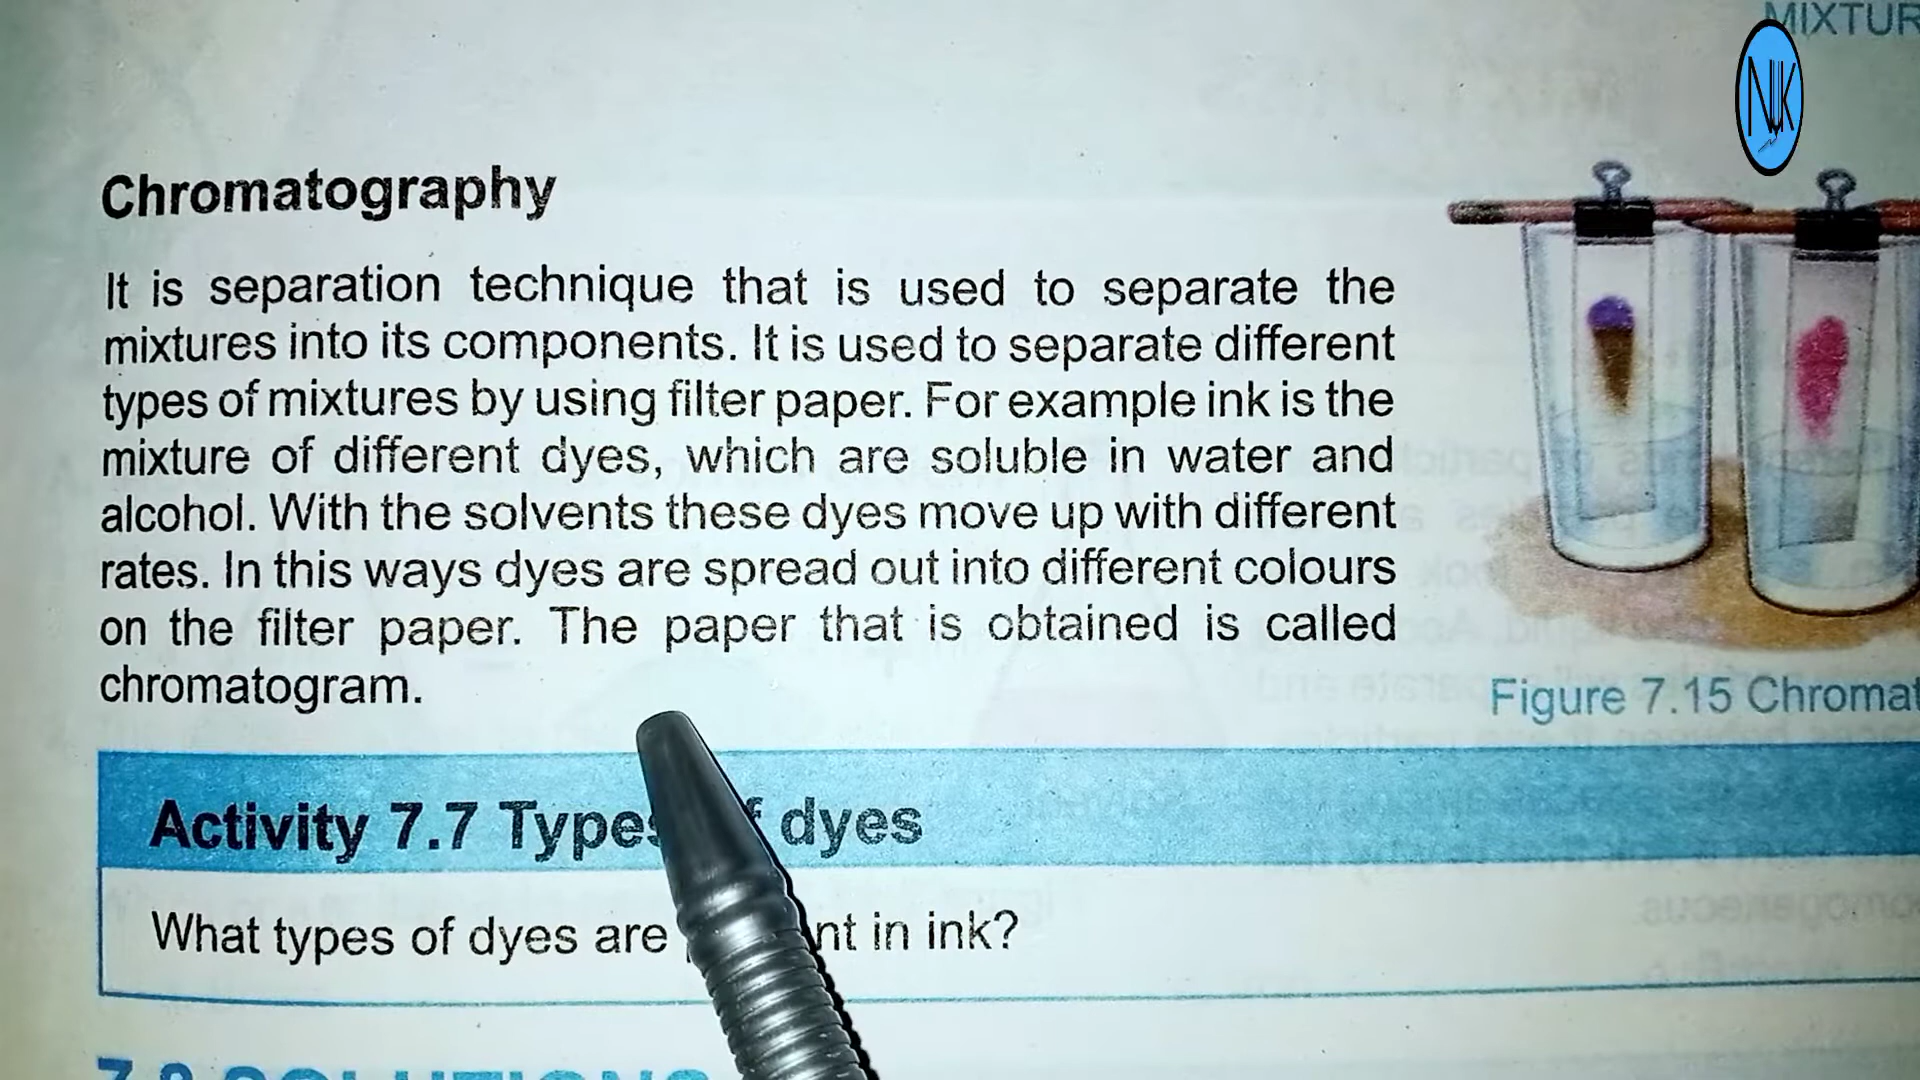 MIXTUR
NJK
Chromatography
It is separation technique that is used to separate the
mixtures into its components. It is used to separate different
types of mixtures by using filter paper. For example ink is the
mixture of different dyes, which are soluble in water and
alcohol. With the solvents these dyes move up with different
rates. In this ways dyes are spread out into different colours
on the filter paper. The paper that is obtained is called
chromatogram.
Figure 7.15 Chromat
Activity 7.7 Types dyes
What types of dyes are nt in ink?
SOLUTIONS